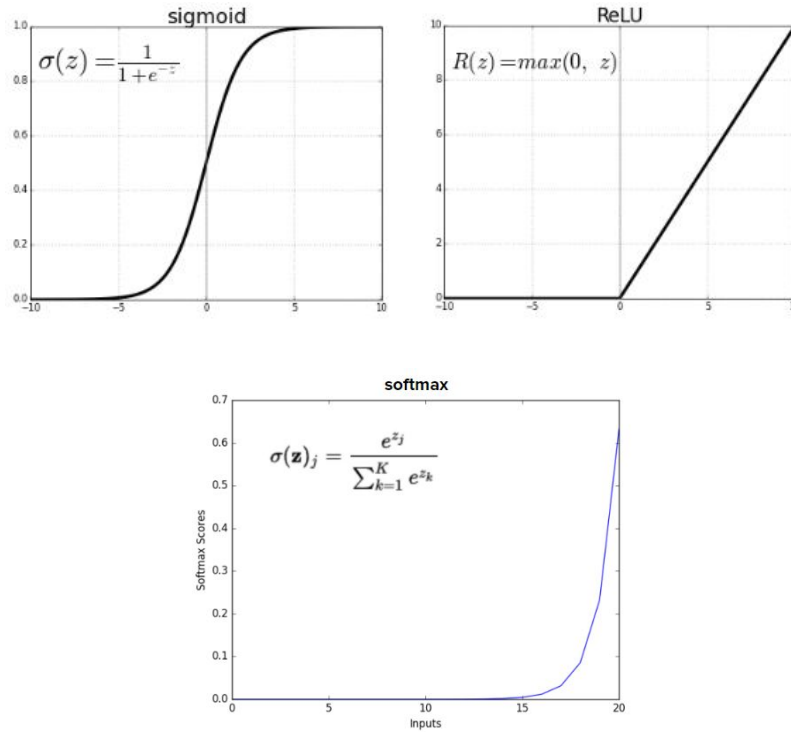 sigmoid
σ(z) = 1 / (1+e^{-z})
1.0
0.8
0.6
0.4
0.2
0.0
−10 −5 0 5 10
ReLU
R(z) = max(0, z)
10
8
6
4
2
0
−10 −5 0 5
softmax
σ(z)_j = e^{z_j} / ∑_{k=1}^{K} e^{z_k}
Softmax Scores
0.7
0.6
0.5
0.4
0.3
0.2
0.1
0.0
0 5 10 15 20
Inputs